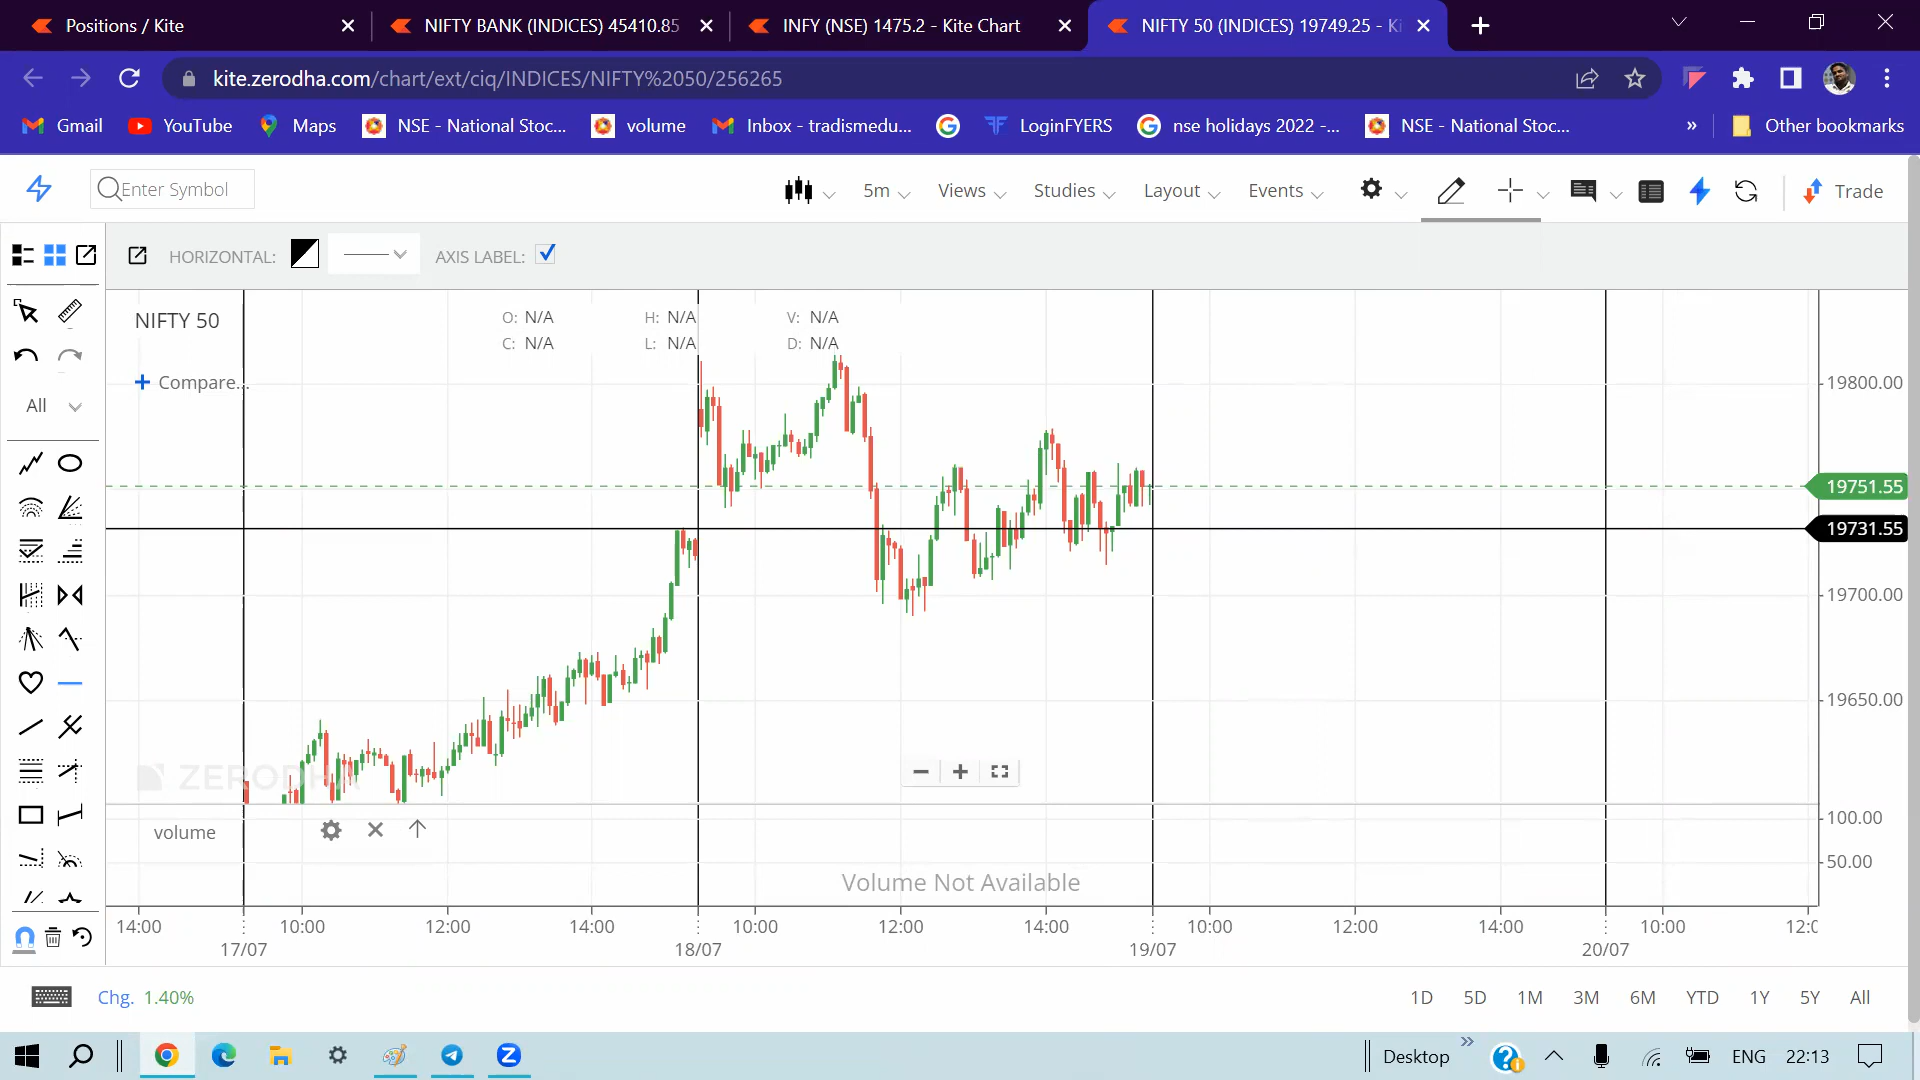 Positions / Kite
NIFTY BANK (INDICES) 45410.85
INFY (NSE) 1475.2 - Kite Chart
NIFTY 50 (INDICES) 19749.25 - Ki
kite.zerodha.com/chart/ext/ciq/INDICES/NIFTY%2050/256265
Gmail YouTube Maps NSE - National Stoc... volume Inbox - tradismedu... LoginFYERS nse holidays 2022 -... NSE - National Stoc... » Other bookmarks
Enter Symbol 5m Views Studies Layout Events Trade
HORIZONTAL: AXIS LABEL:
NIFTY 50 O: N/A H: N/A V: N/A
C: N/A L: N/A D: N/A
+ Compare...
All
19800.00
19751.55
19731.55
19700.00
19650.00
ZERODHA
volume
100.00
50.00
Volume Not Available
14:00 10:00 12:00 14:00 10:00 12:00 14:00 10:00 12:00 14:00 10:00 12:0
17/07 18/07 19/07 20/07
Chg. 1.40% 1D 5D 1M 3M 6M YTD 1Y 5Y All
Desktop » ENG 22:13